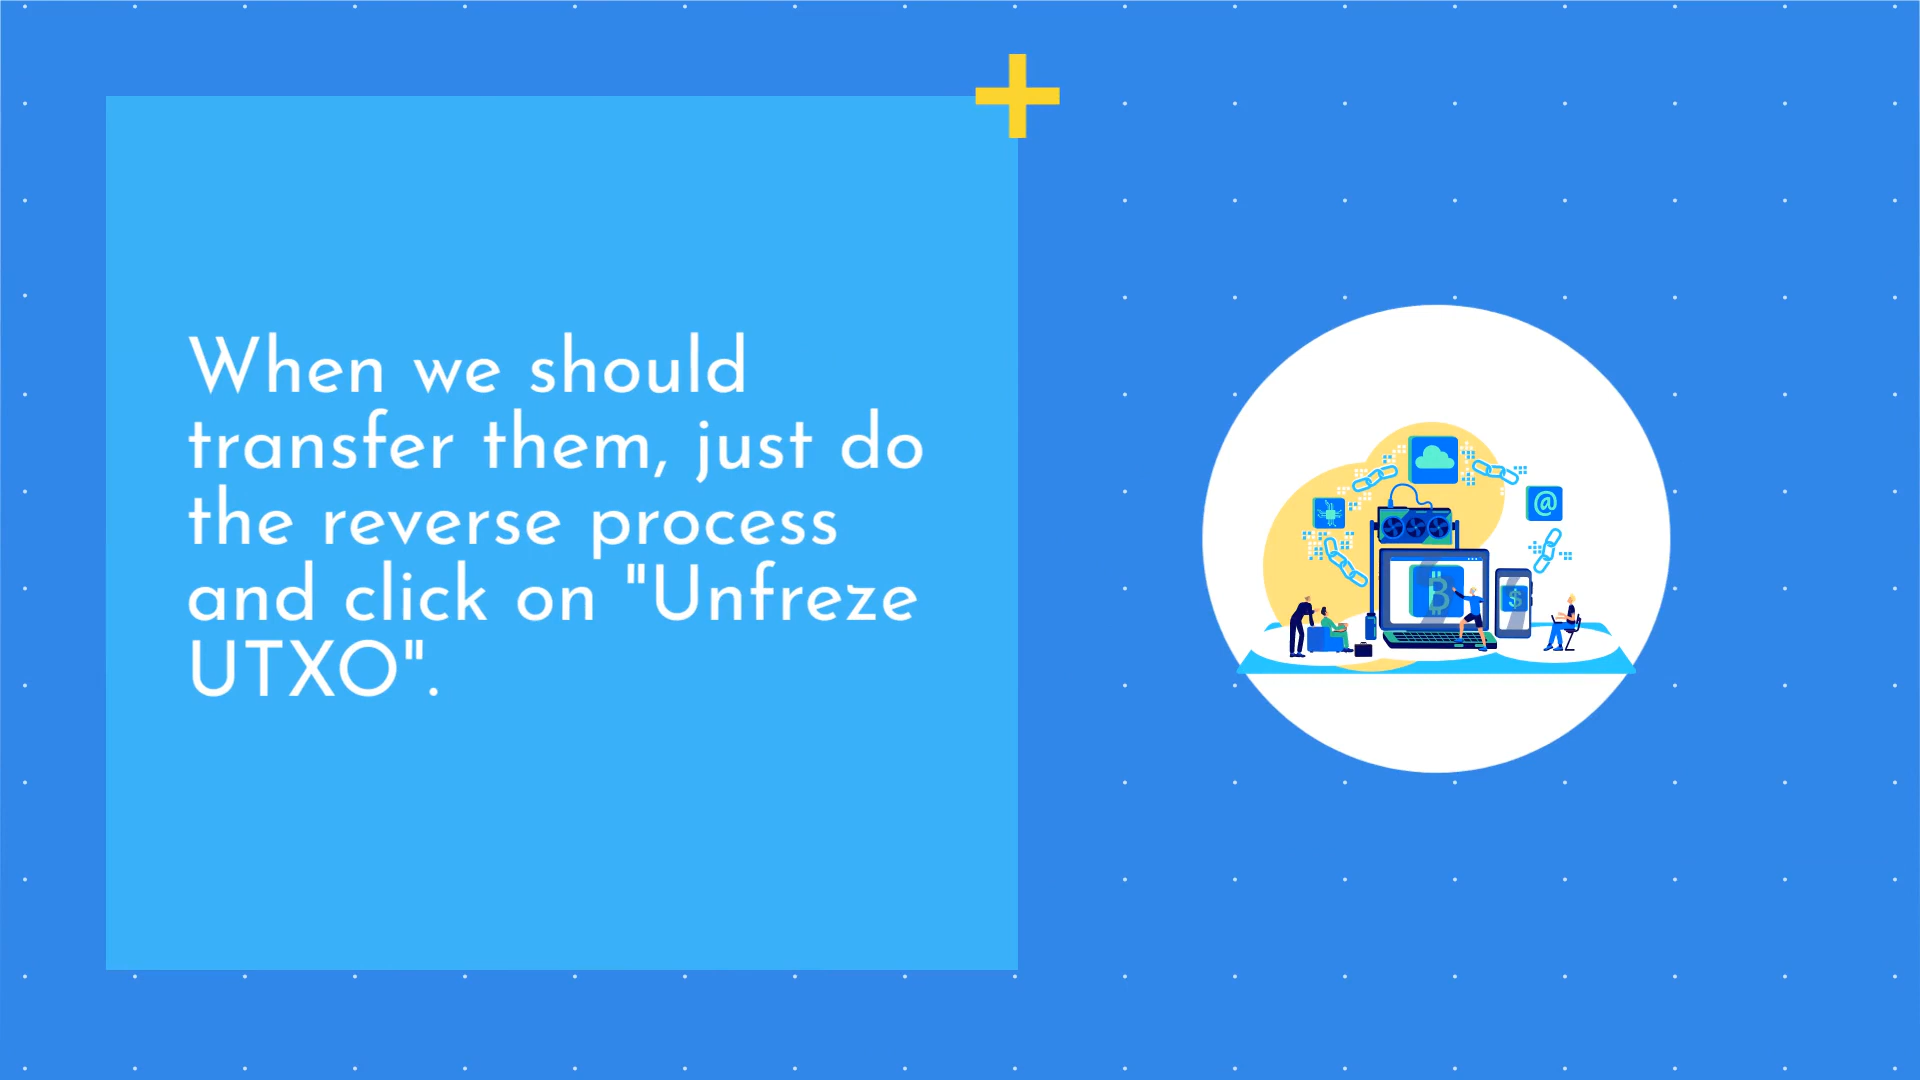 When we should
transfer them, just do
the reverse process
and click on "Unfreze
UTXO".
@
₿
$